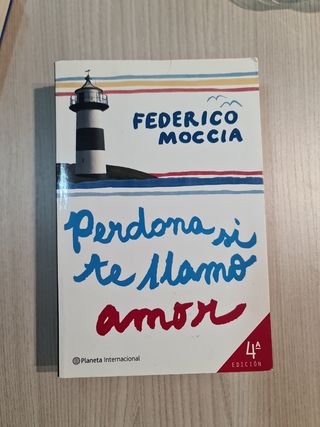 FEDERICO
MOCCIA
Perdona si
te llamo
amor
Planeta Internacional
4ª
EDICIÓN